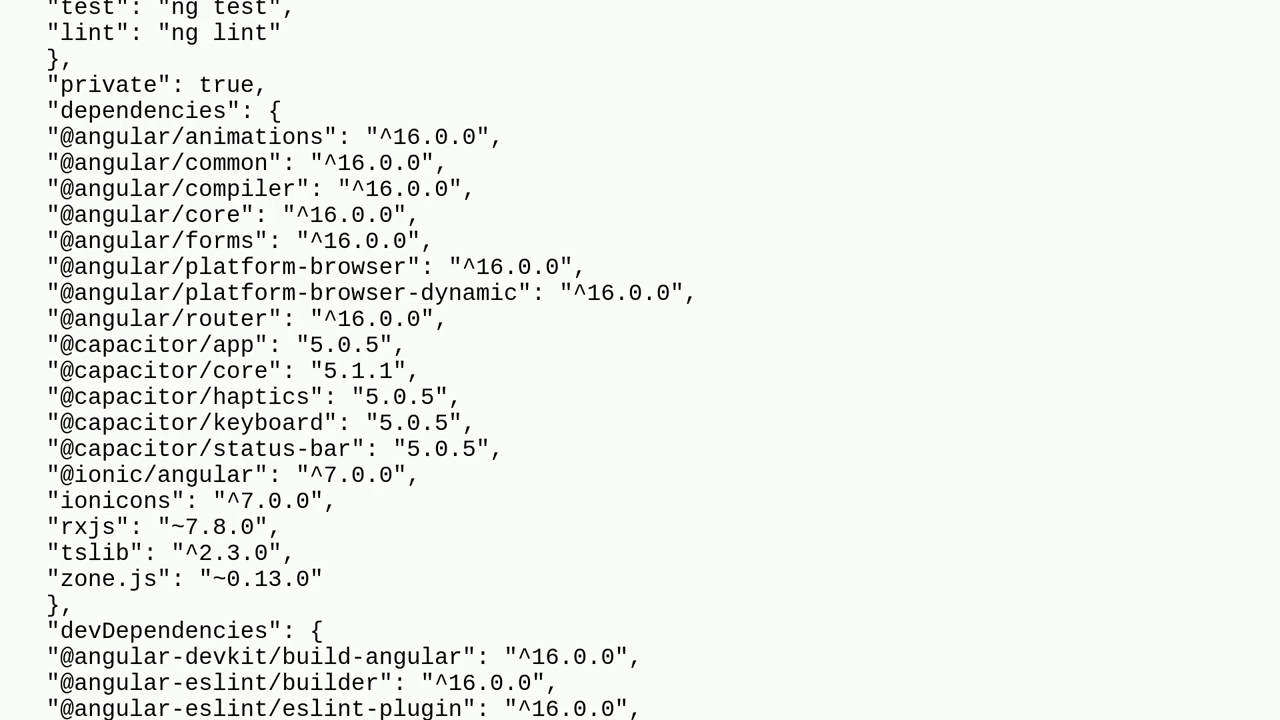 "test": "ng test",
"lint": "ng lint"
},
"private": true,
"dependencies": {
"@angular/animations": "^16.0.0",
"@angular/common": "^16.0.0",
"@angular/compiler": "^16.0.0",
"@angular/core": "^16.0.0",
"@angular/forms": "^16.0.0",
"@angular/platform-browser": "^16.0.0",
"@angular/platform-browser-dynamic": "^16.0.0",
"@angular/router": "^16.0.0",
"@capacitor/app": "5.0.5",
"@capacitor/core": "5.1.1",
"@capacitor/haptics": "5.0.5",
"@capacitor/keyboard": "5.0.5",
"@capacitor/status-bar": "5.0.5",
"@ionic/angular": "^7.0.0",
"ionicons": "^7.0.0",
"rxjs": "~7.8.0",
"tslib": "^2.3.0",
"zone.js": "~0.13.0"
},
"devDependencies": {
"@angular-devkit/build-angular": "^16.0.0",
"@angular-eslint/builder": "^16.0.0",
"@angular-eslint/eslint-plugin": "^16.0.0",